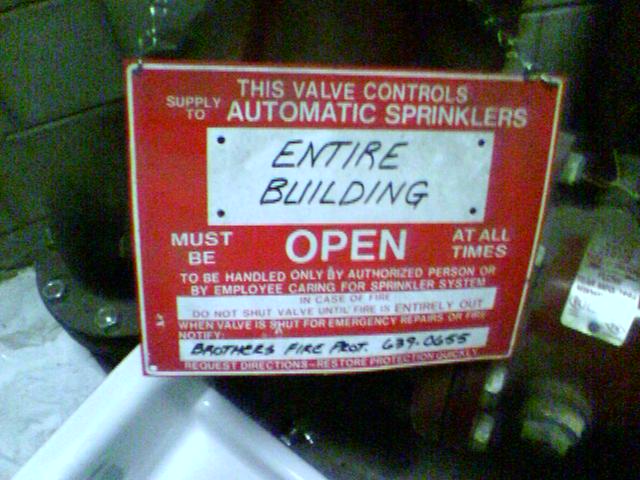 THIS VALVE CONTROLS
SUPPLY TO AUTOMATIC SPRINKLERS
ENTIRE
BUILDING
MUST BE OPEN AT ALL TIMES
TO BE HANDLED ONLY BY AUTHORIZED PERSON OR
BY EMPLOYEE CARING FOR SPRINKLER SYSTEM
IN CASE OF FIRE
DO NOT SHUT VALVE UNTIL FIRE IS ENTIRELY OUT
WHEN VALVE IS SHUT FOR EMERGENCY REPAIRS OR FIRE
NOTIFY:
BROTHERS FIRE PROT. 639-0655
REQUEST DIRECTIONS-RESTORE PROTECTION QUICKLY